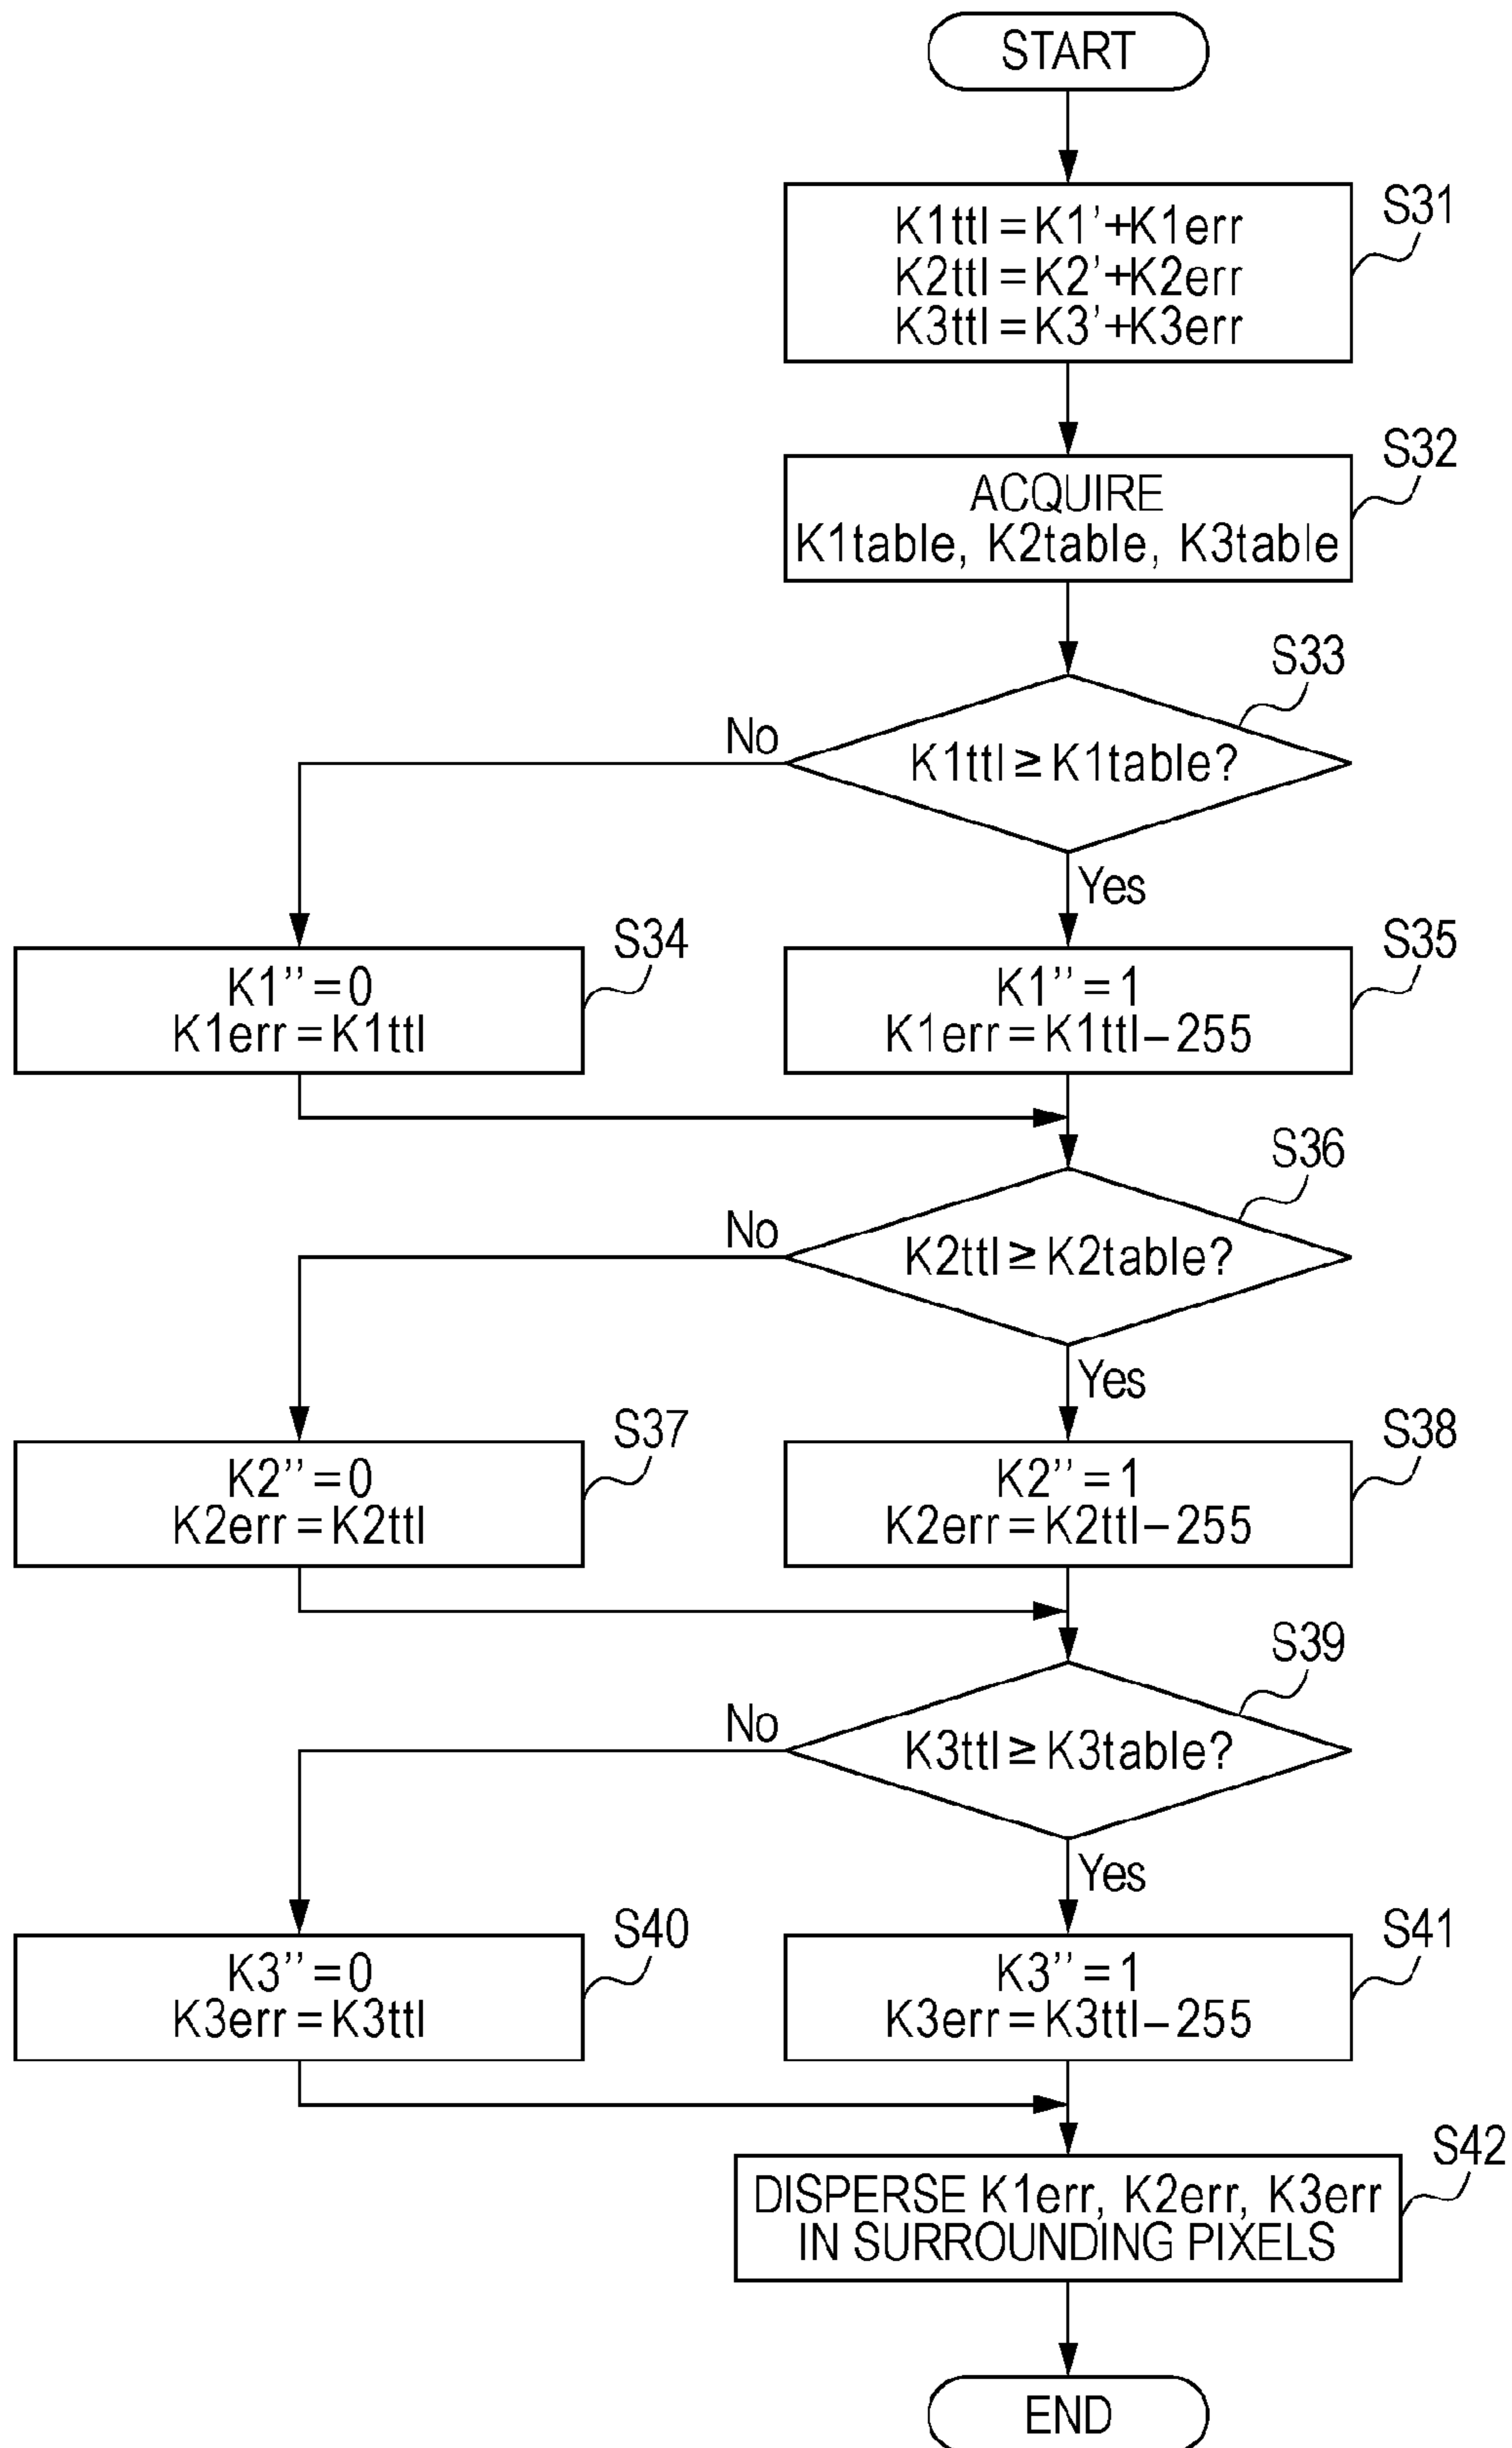 START
S31
K1ttl=K1'+K1err
K2ttl=K2'+K2err
K3ttl=K3'+K3err
S32
ACQUIRE
K1table, K2table, K3table
S33
K1ttl≥K1table?
No
Yes
S34
K1''=0
K1err=K1ttl
S35
K1''=1
K1err=K1ttl−255
S36
K2ttl≥K2table?
No
Yes
S37
K2''=0
K2err=K2ttl
S38
K2''=1
K2err=K2ttl−255
S39
K3ttl≥K3table?
No
Yes
S40
K3''=0
K3err=K3ttl
S41
K3''=1
K3err=K3ttl−255
S42
DISPERSE K1err, K2err, K3err
IN SURROUNDING PIXELS
END